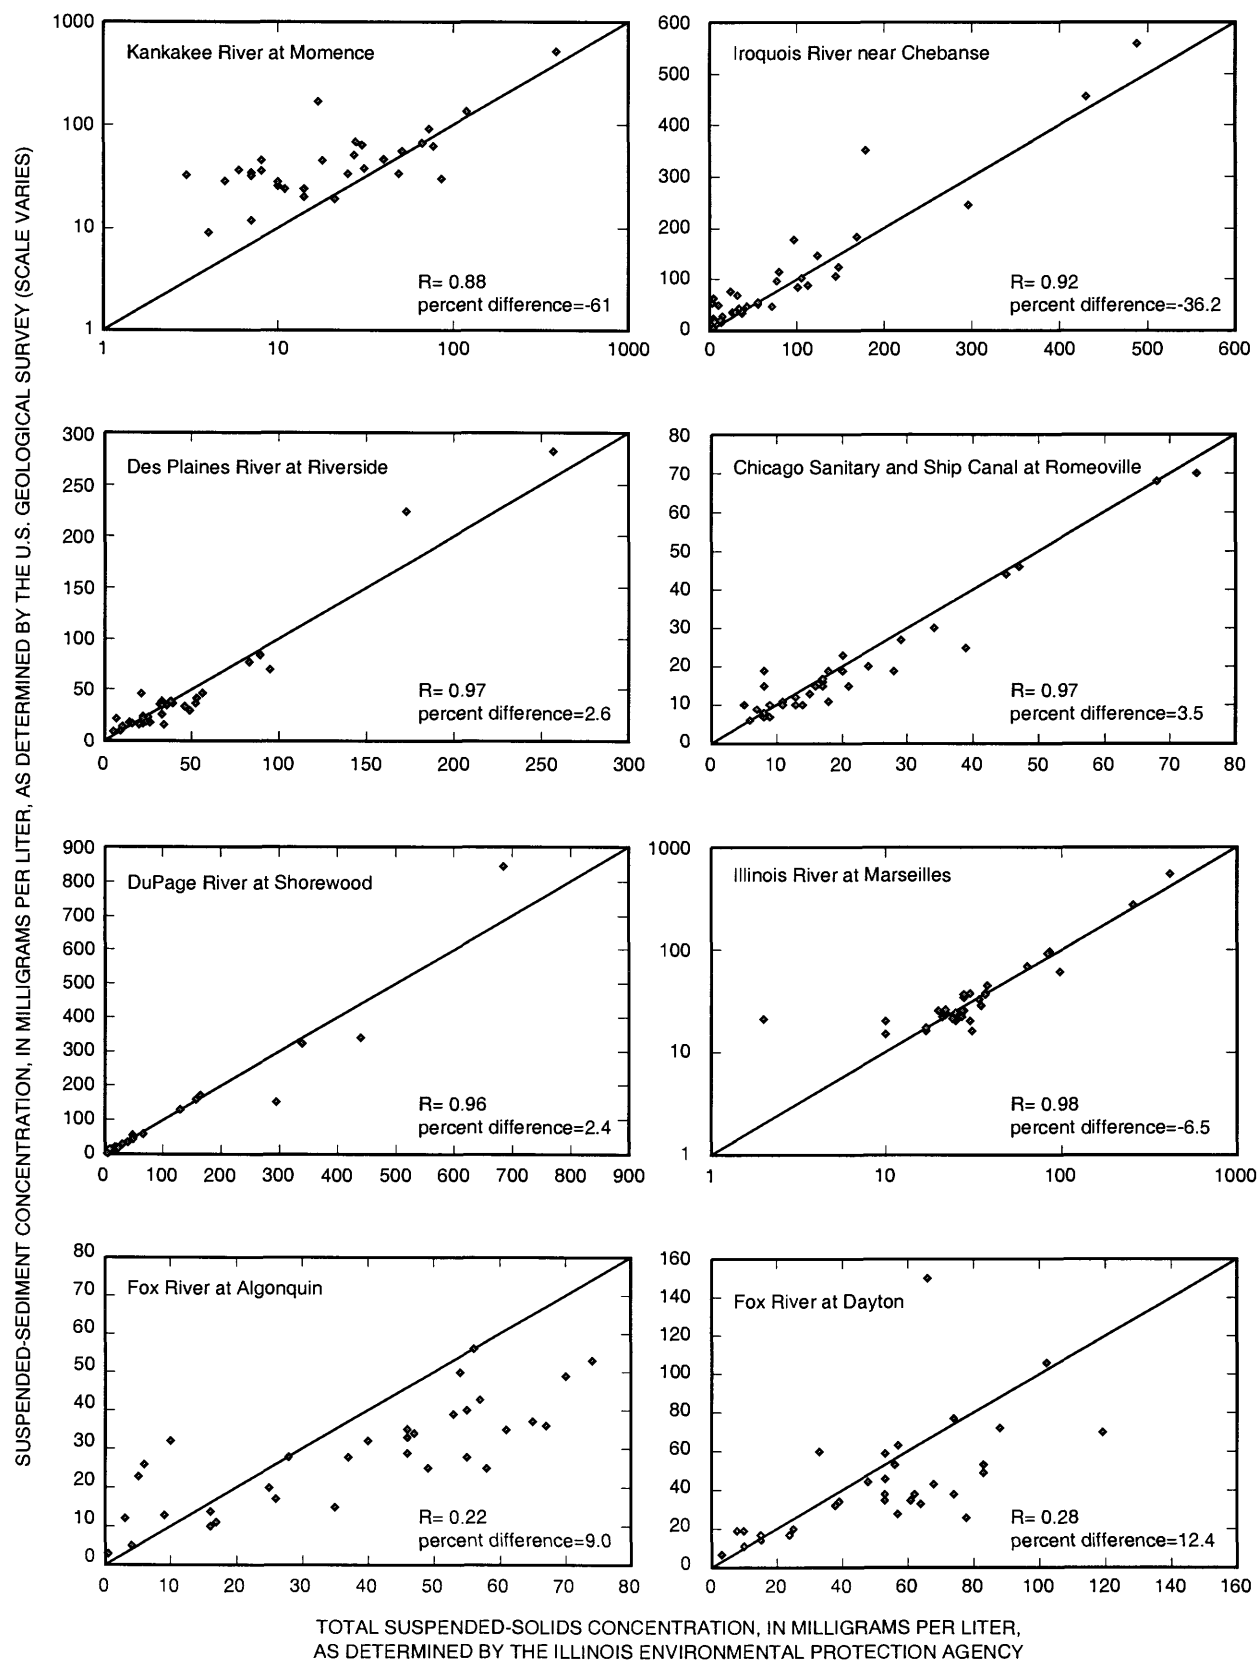 SUSPENDED-SEDIMENT CONCENTRATION, IN MILLIGRAMS PER LITER, AS DETERMINED BY THE U.S. GEOLOGICAL SURVEY (SCALE VARIES)
Kankakee River at Momence
1000
100
10
1
R= 0.88
percent difference=-61
1 10 100 1000
Iroquois River near Chebanse
600
500
400
300
200
100
0
R= 0.92
percent difference=-36.2
0 100 200 300 400 500 600
Des Plaines River at Riverside
300
250
200
150
100
50
0
R= 0.97
percent difference=2.6
0 50 100 150 200 250 300
Chicago Sanitary and Ship Canal at Romeoville
80
70
60
50
40
30
20
10
0
R= 0.97
percent difference=3.5
0 10 20 30 40 50 60 70 80
DuPage River at Shorewood
900
800
700
600
500
400
300
200
100
0
R= 0.96
percent difference=2.4
0 100 200 300 400 500 600 700 800 900
Illinois River at Marseilles
1000
100
10
1
R= 0.98
percent difference=-6.5
1 10 100 1000
Fox River at Algonquin
80
70
60
50
40
30
20
10
0
R= 0.22
percent difference=9.0
0 10 20 30 40 50 60 70 80
Fox River at Dayton
160
140
120
100
80
60
40
20
0
R= 0.28
percent difference=12.4
0 20 40 60 80 100 120 140 160
TOTAL SUSPENDED-SOLIDS CONCENTRATION, IN MILLIGRAMS PER LITER,
AS DETERMINED BY THE ILLINOIS ENVIRONMENTAL PROTECTION AGENCY